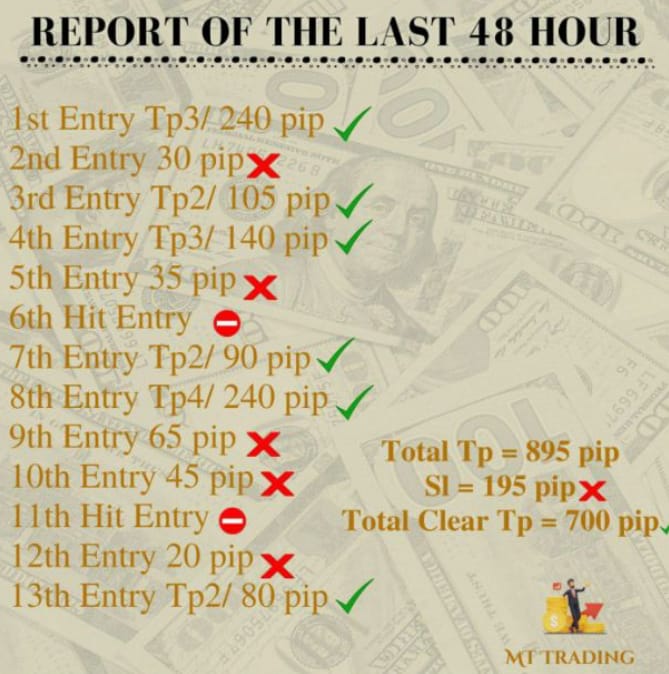 REPORT OF THE LAST 48 HOUR
1st Entry Tp3/ 240 pip
2nd Entry 30 pip
3rd Entry Tp2/ 105 pip
4th Entry Tp3/ 140 pip
5th Entry 35 pip
6th Hit Entry
7th Entry Tp2/ 90 pip
8th Entry Tp4/ 240 pip
9th Entry 65 pip
10th Entry 45 pip
11th Hit Entry
12th Entry 20 pip
13th Entry Tp2/ 80 pip
Total Tp = 895 pip
Sl = 195 pip
Total Clear Tp = 700 pip
MT TRADING